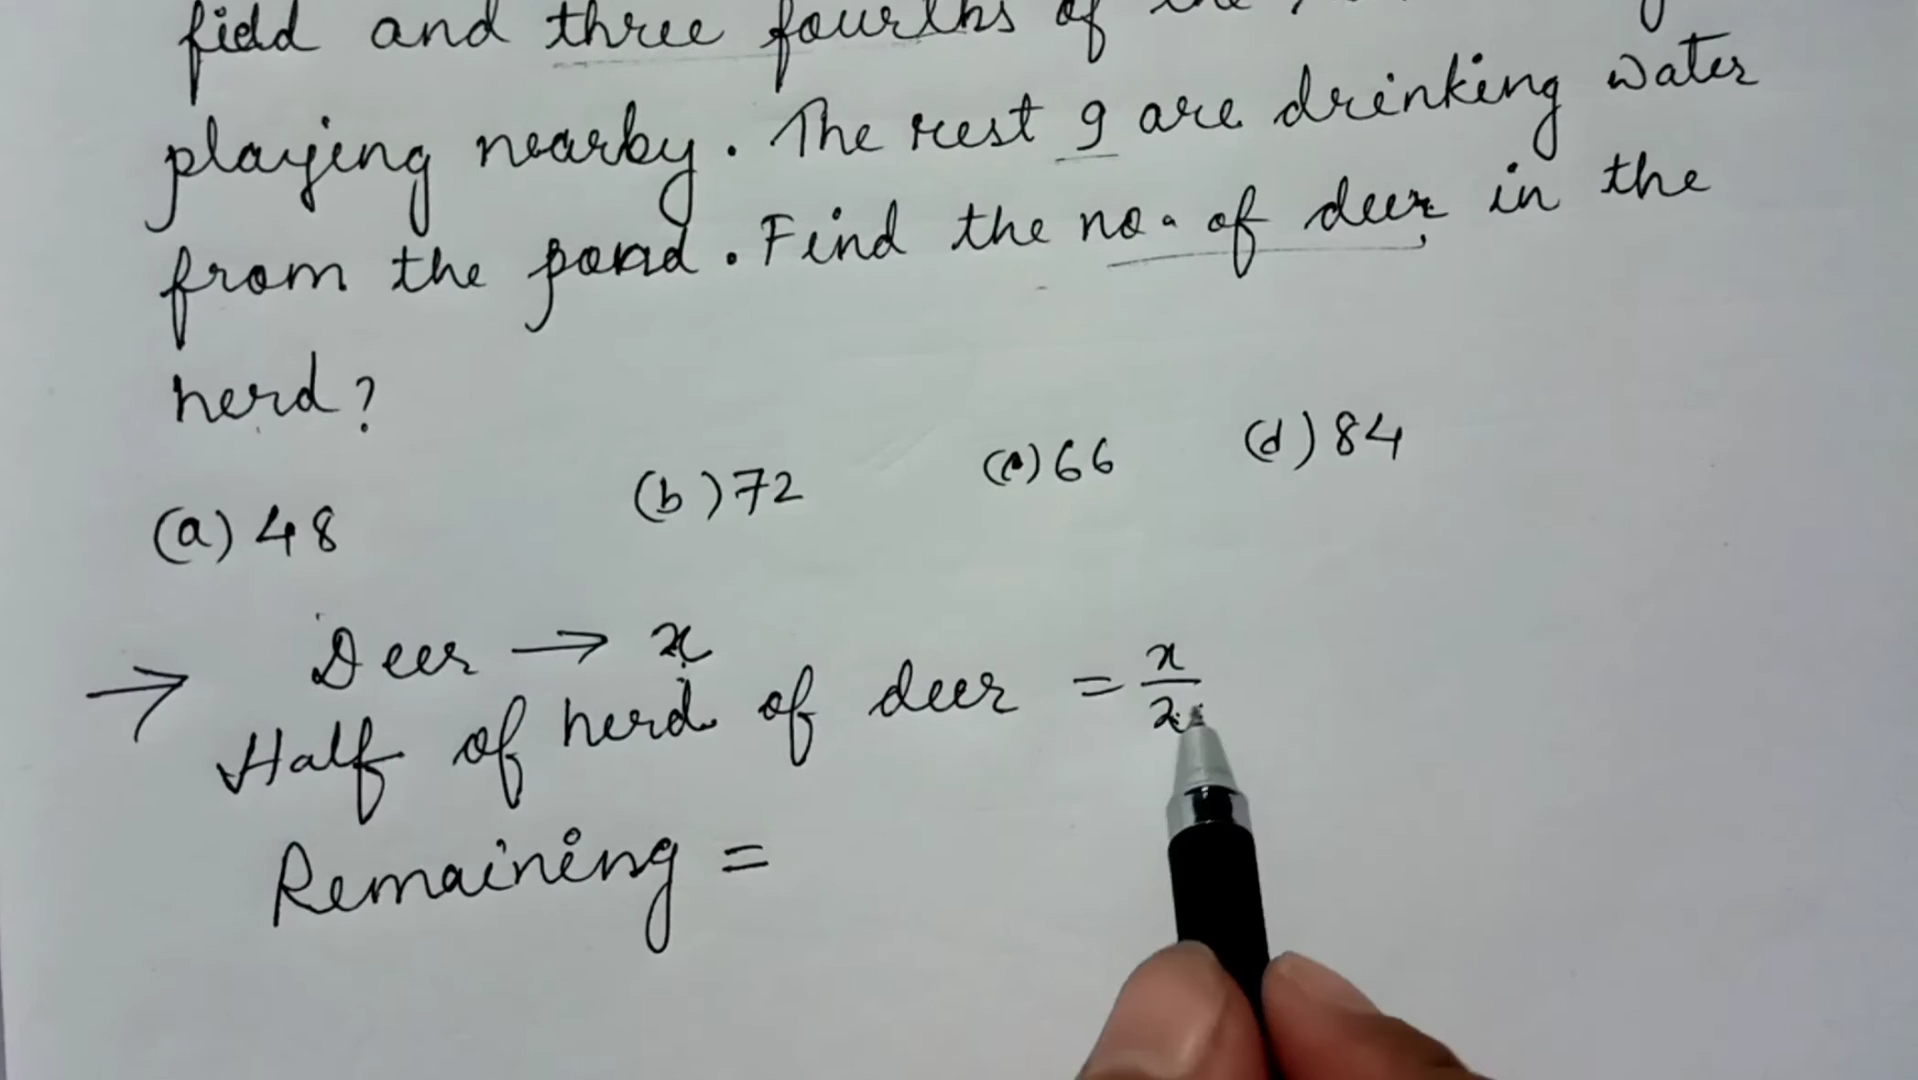 field and three fourths of the
playing nearby. The rest 9 are drinking water
from the pond. Find the no. of deer in the
herd?
(a) 48 (b) 72 (c) 66 (d) 84
→ Deer → x
Half of herd of deer = x/2
Remaining =